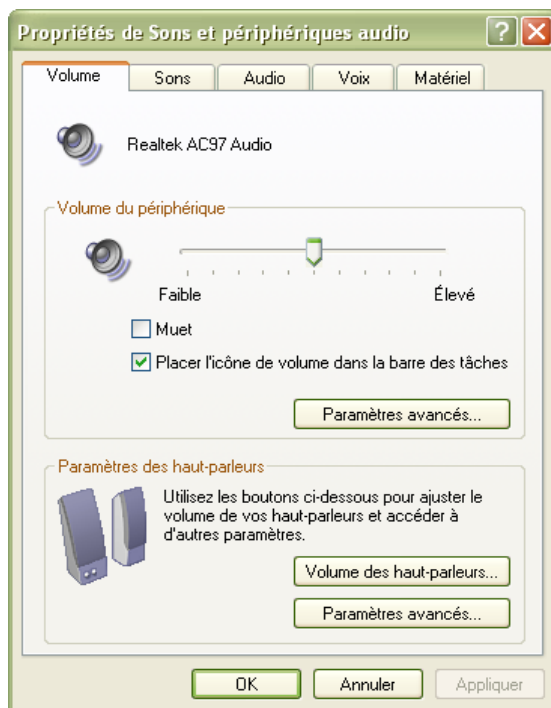 Propriétés de Sons et périphériques audio
Volume Sons Audio Voix Matériel
Realtek AC97 Audio
Volume du périphérique
Faible Élevé
Muet
Placer l'icône de volume dans la barre des tâches
Paramètres avancés...
Paramètres des haut-parleurs
Utilisez les boutons ci-dessous pour ajuster le
volume de vos haut-parleurs et accéder à
d'autres paramètres.
Volume des haut-parleurs...
Paramètres avancés...
OK Annuler Appliquer